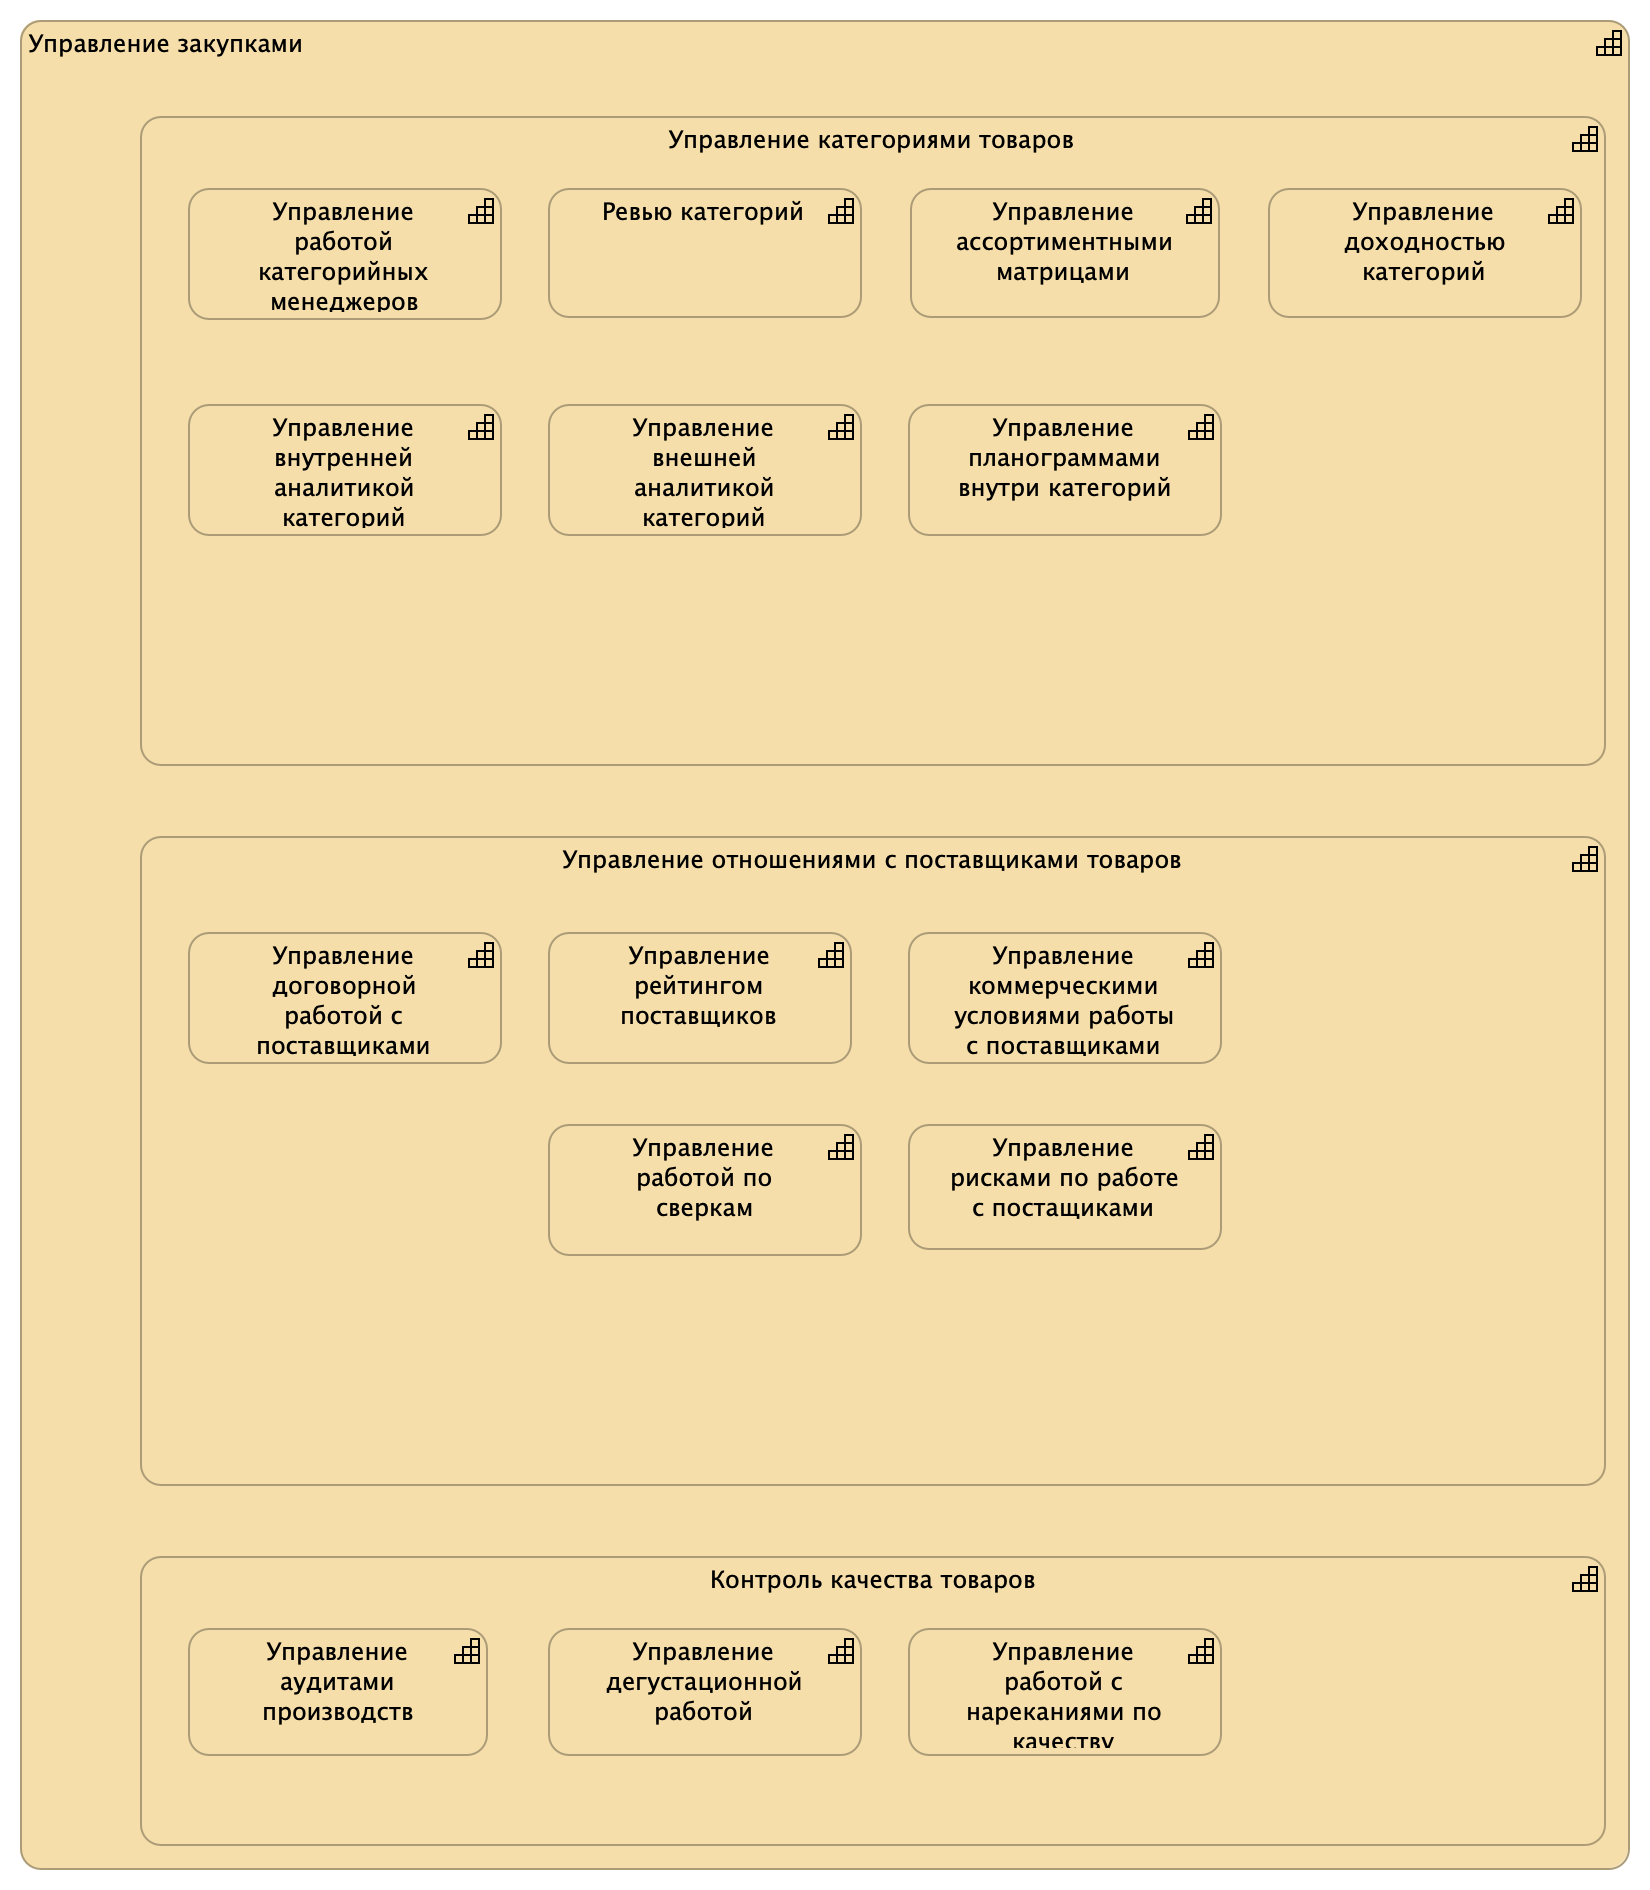 Управление закупками
Управление категориями товаров
Управление
работой
категорийных
менеджеров
Ревью категорий
Управление
ассортиментными
матрицами
Управление
доходностью
категорий
Управление
внутренней
аналитикой
категорий
Управление
внешней
аналитикой
категорий
Управление
планограммами
внутри категорий
Управление отношениями с поставщиками товаров
Управление
договорной
работой с
поставщиками
Управление
рейтингом
поставщиков
Управление
коммерческими
условиями работы
с поставщиками
Управление
работой по
сверкам
Управление
рисками по работе
с постащиками
Контроль качества товаров
Управление
аудитами
производств
Управление
дегустационной
работой
Управление
работой с
нареканиями по
качеству